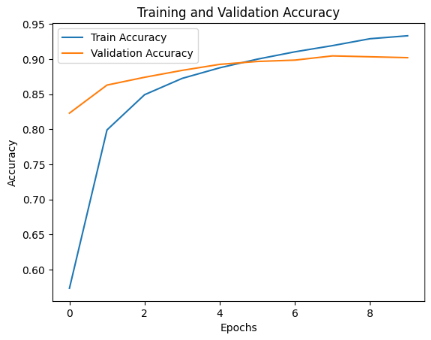 Training and Validation Accuracy
Train Accuracy
Validation Accuracy
Accuracy
0.95
0.90
0.85
0.80
0.75
0.70
0.65
0.60
0 2 4 6 8
Epochs